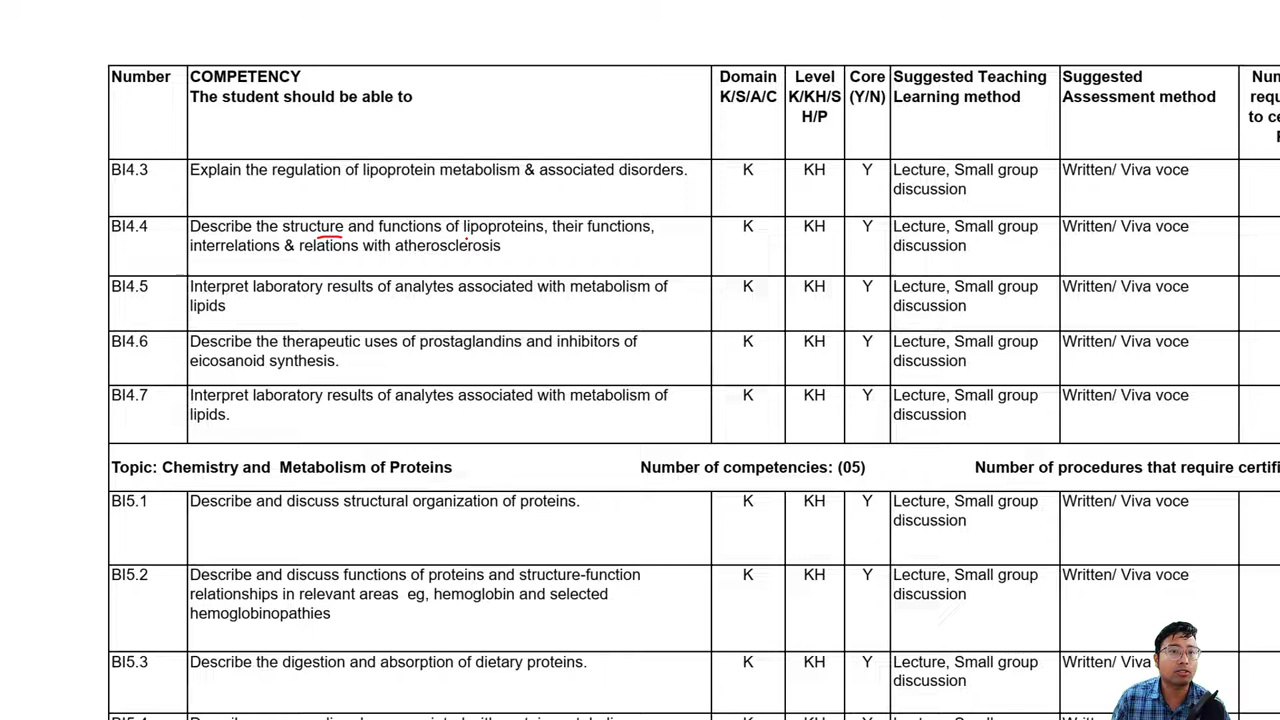 Number COMPETENCY Domain Level Core Suggested Teaching Suggested
The student should be able to K/S/A/C K/KH/S (Y/N) Learning method Assessment method
H/P
BI4.3 Explain the regulation of lipoprotein metabolism & associated disorders. K KH Y Lecture, Small group Written/ Viva voce
discussion
BI4.4 Describe the structure and functions of lipoproteins, their functions, K KH Y Lecture, Small group Written/ Viva voce
interrelations & relations with atherosclerosis discussion
BI4.5 Interpret laboratory results of analytes associated with metabolism of K KH Y Lecture, Small group Written/ Viva voce
lipids discussion
BI4.6 Describe the therapeutic uses of prostaglandins and inhibitors of K KH Y Lecture, Small group Written/ Viva voce
eicosanoid synthesis. discussion
BI4.7 Interpret laboratory results of analytes associated with metabolism of K KH Y Lecture, Small group Written/ Viva voce
lipids. discussion
Topic: Chemistry and Metabolism of Proteins Number of competencies: (05) Number of procedures that require
BI5.1 Describe and discuss structural organization of proteins. K KH Y Lecture, Small group Written/ Viva voce
discussion
BI5.2 Describe and discuss functions of proteins and structure-function K KH Y Lecture, Small group Written/ Viva voce
relationships in relevant areas eg, hemoglobin and selected discussion
hemoglobinopathies
BI5.3 Describe the digestion and absorption of dietary proteins. K KH Y Lecture, Small group Written/ Viva
discussion